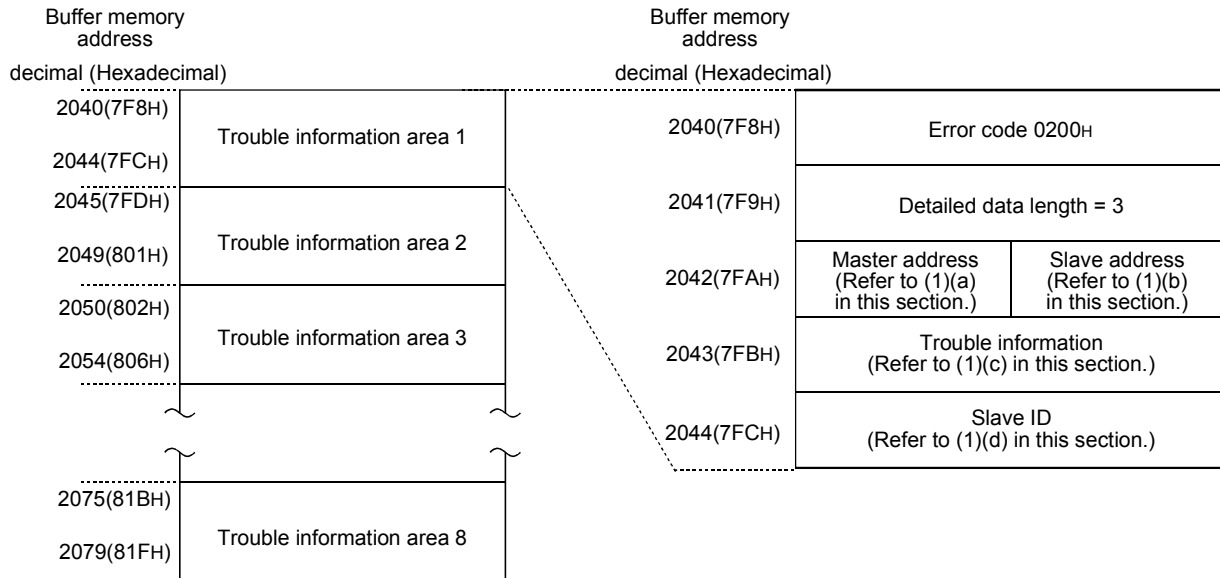 Buffer memory
address
decimal (Hexadecimal)
2040(7F8H)
Trouble information area 1
2044(7FCH)
2045(7FDH)
Trouble information area 2
2049(801H)
2050(802H)
Trouble information area 3
2054(806H)
2075(81BH)
Trouble information area 8
2079(81FH)
Buffer memory
address
decimal (Hexadecimal)
2040(7F8H)
Error code 0200H
2041(7F9H)
Detailed data length = 3
2042(7FAH)
Master address
(Refer to (1)(a)
in this section.)
Slave address
(Refer to (1)(b)
in this section.)
2043(7FBH)
Trouble information
(Refer to (1)(c) in this section.)
2044(7FCH)
Slave ID
(Refer to (1)(d) in this section.)